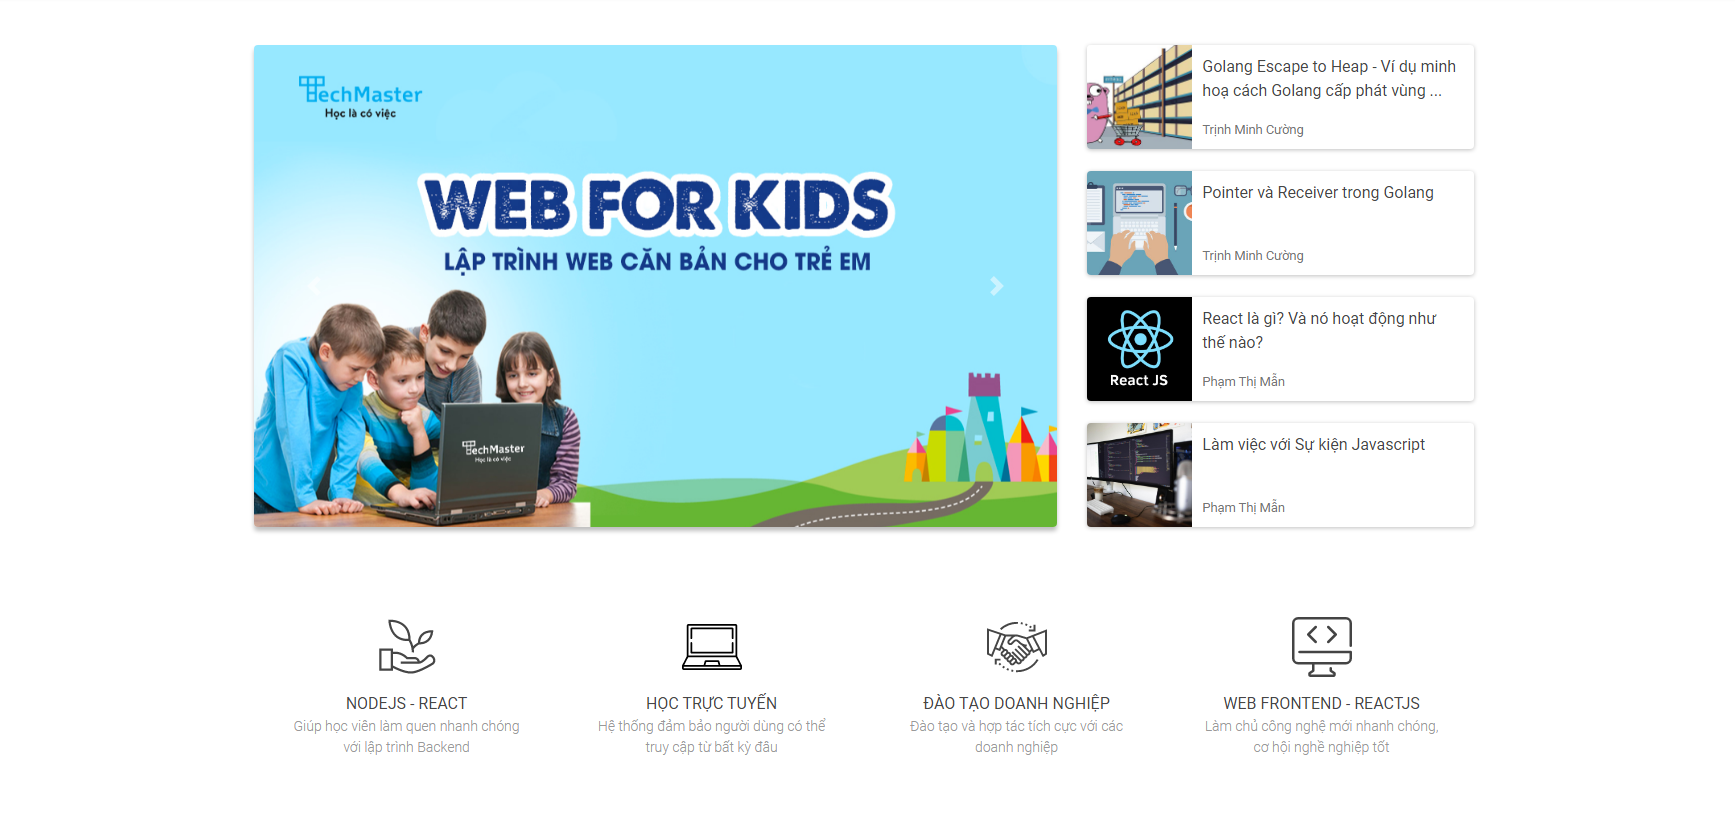 TechMaster
Học là có việc
WEB FOR KIDS
LẬP TRÌNH WEB CĂN BẢN CHO TRẺ EM
TechMaster
Học là có việc
Golang Escape to Heap - Ví dụ minh
hoạ cách Golang cấp phát vùng ...
Trịnh Minh Cường
Pointer và Receiver trong Golang
Trịnh Minh Cường
React JS
React là gì? Và nó hoạt động như
thế nào?
Phạm Thị Mẫn
Làm việc với Sự kiện Javascript
Phạm Thị Mẫn
NODEJS - REACT
Giúp học viên làm quen nhanh chóng
với lập trình Backend
HỌC TRỰC TUYẾN
Hệ thống đảm bảo người dùng có thể
truy cập từ bất kỳ đâu
ĐÀO TẠO DOANH NGHIỆP
Đào tạo và hợp tác tích cực với các
doanh nghiệp
WEB FRONTEND - REACTJS
Làm chủ công nghệ mới nhanh chóng,
cơ hội nghề nghiệp tốt